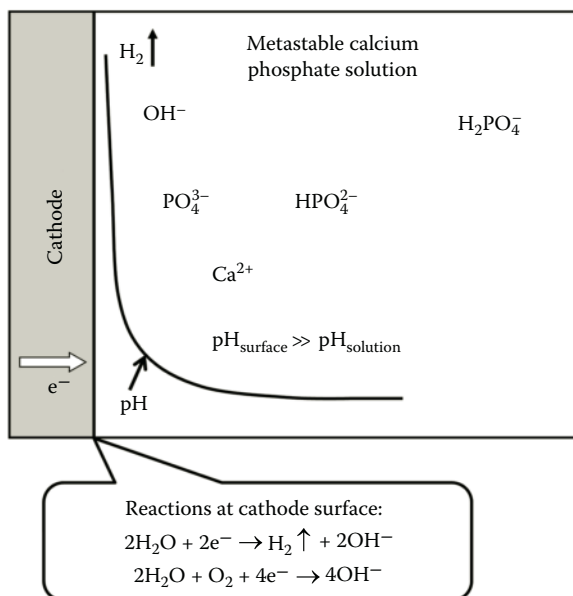 H₂ ↑
Metastable calcium
phosphate solution
OH⁻
H₂PO₄⁻
Cathode
PO₄³⁻
HPO₄²⁻
Ca²⁺
pH_surface >> pH_solution
e⁻
pH
Reactions at cathode surface:
2H₂O + 2e⁻ → H₂ ↑ + 2OH⁻
2H₂O + O₂ + 4e⁻ → 4OH⁻